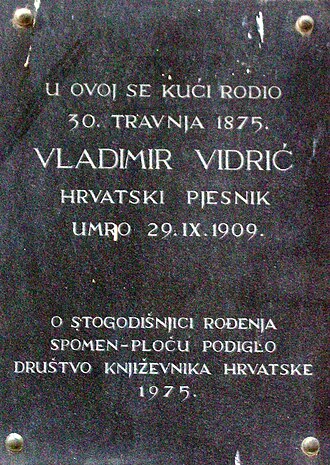 U OVOJ SE KUĆI RODIO
30. TRAVNJA 1875.
VLADIMIR VIDRIĆ
HRVATSKI PJESNIK
UMRO 29.IX.1909.
O STOGODIŠNJICI ROĐENJA
SPOMEN-PLOČU PODIGLO
DRUŠTVO KNJIŽEVNIKA HRVATSKE
1975.